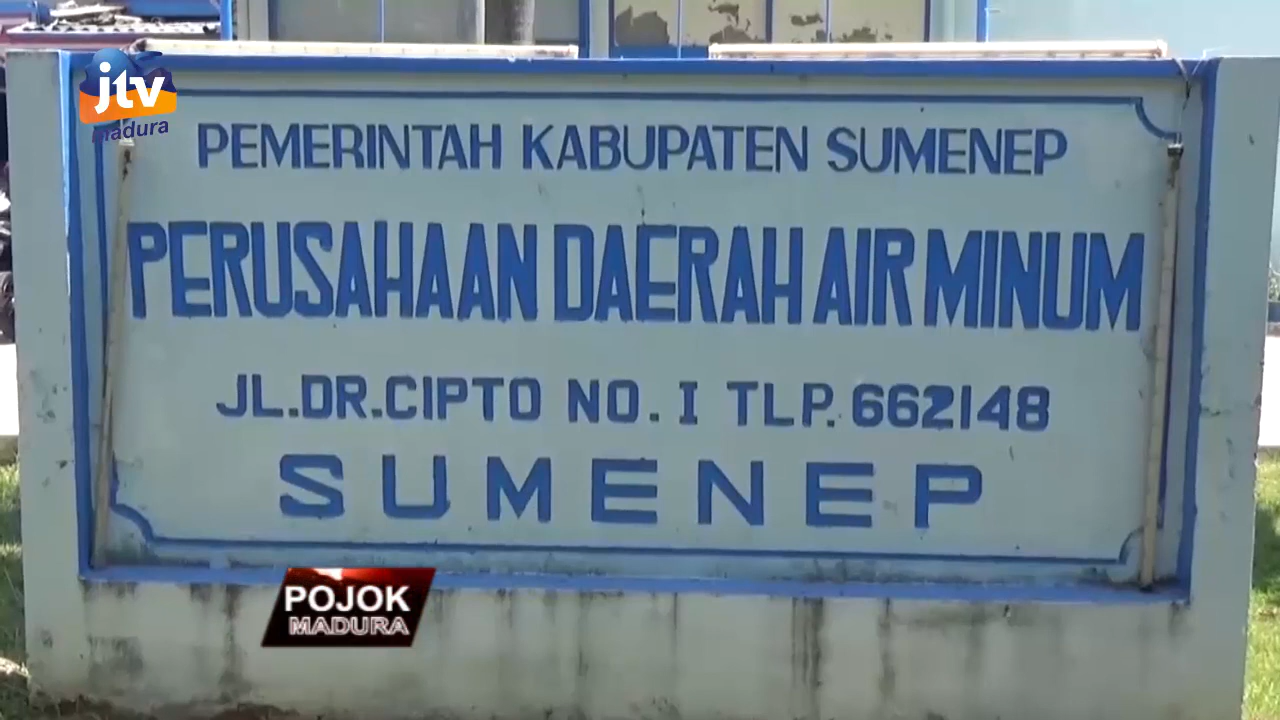 jtv
madura
PEMERINTAH KABUPATEN SUMENEP
PERUSAHAAN DAERAH AIR MINUM
JL.DR.CIPTO NO. I TLP. 662148
SUMENEP
POJOK
MADURA